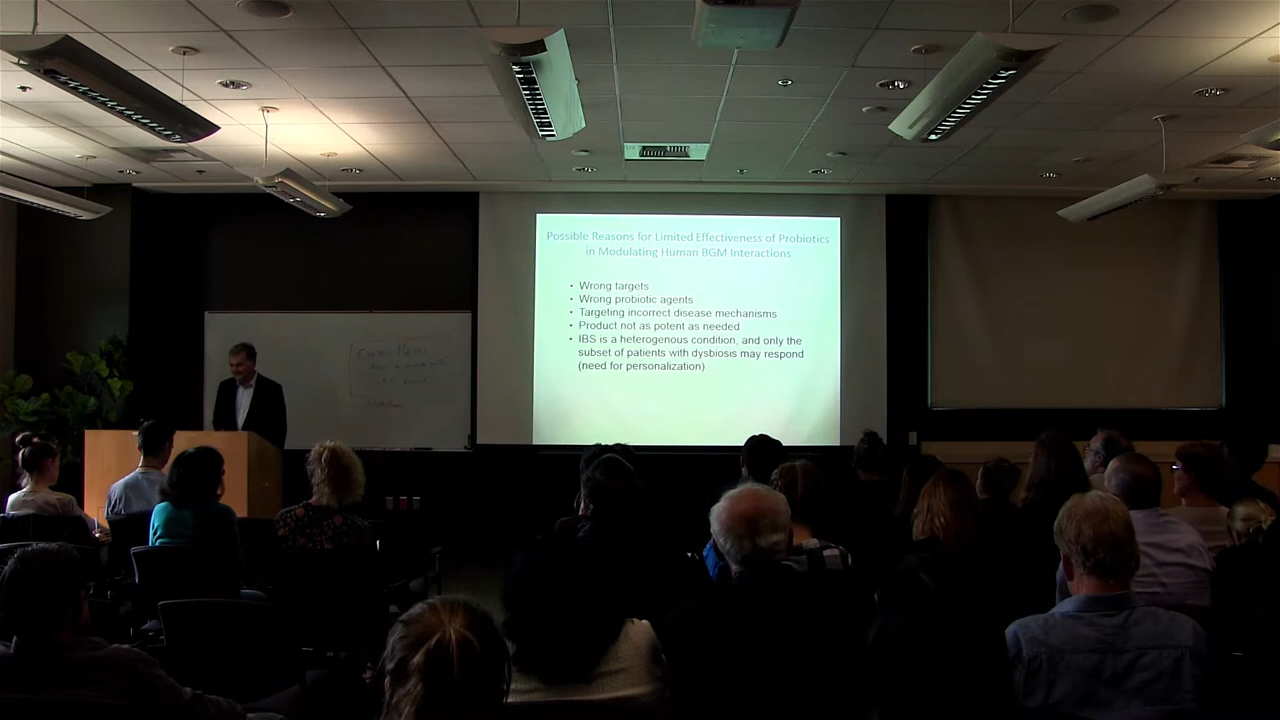 Possible Reasons for Limited Effectiveness of Probiotics
in Modulating Human BGM Interactions
• Wrong targets
• Wrong probiotic agents
• Targeting incorrect disease mechanisms
• Product not as potent as needed
• IBS is a heterogenous condition, and only the
subset of patients with dysbiosis may respond
(need for personalization)